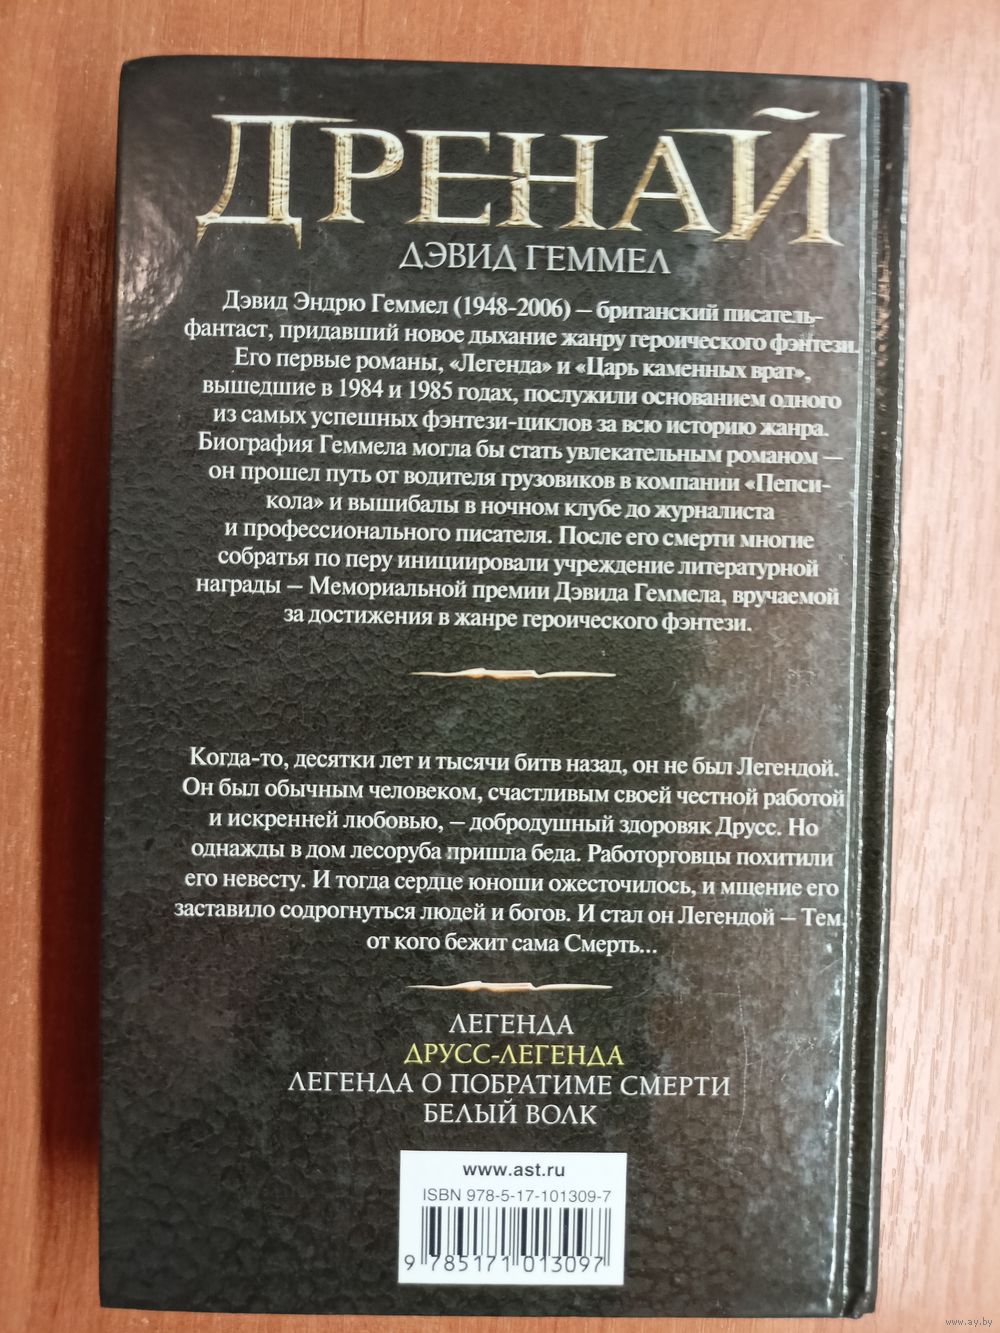 ДРЕНАЙ
ДЭВИД ГЕММЕЛ
Дэвид Эндрю Геммел (1948-2006) – британский писатель-
фантаст, придавший новое дыхание жанру героического фэнтези.
Его первые романы, «Легенда» и «Царь каменных врат»,
вышедшие в 1984 и 1985 годах, послужили основанием одного
из самых успешных фэнтези-циклов за всю историю жанра.
Биография Геммела могла бы стать увлекательным романом –
он прошел путь от водителя грузовиков в компании «Пепси-
кола» и вышибалы в ночном клубе до журналиста
и профессионального писателя. После его смерти многие
собратья по перу инициировали учреждение литературной
награды – Мемориальной премии Дэвида Геммела, вручаемой
за достижения в жанре героического фэнтези.
Когда-то, десятки лет и тысячи битв назад, он не был Легендой.
Он был обычным человеком, счастливым своей честной работой
и искренней любовью, – добродушный здоровяк Друсс. Но
однажды в дом лесоруба пришла беда. Работорговцы похитили
его невесту. И тогда сердце юноши ожесточилось, и мщение его
заставило содрогнуться людей и богов. И стал он Легендой – Тем,
от кого бежит сама Смерть...
ЛЕГЕНДА
ДРУСС-ЛЕГЕНДА
ЛЕГЕНДА О ПОБРАТИМЕ СМЕРТИ
БЕЛЫЙ ВОЛК
www.ast.ru
ISBN 978-5-17-101309-7
9 785171 013097
www.ay.by